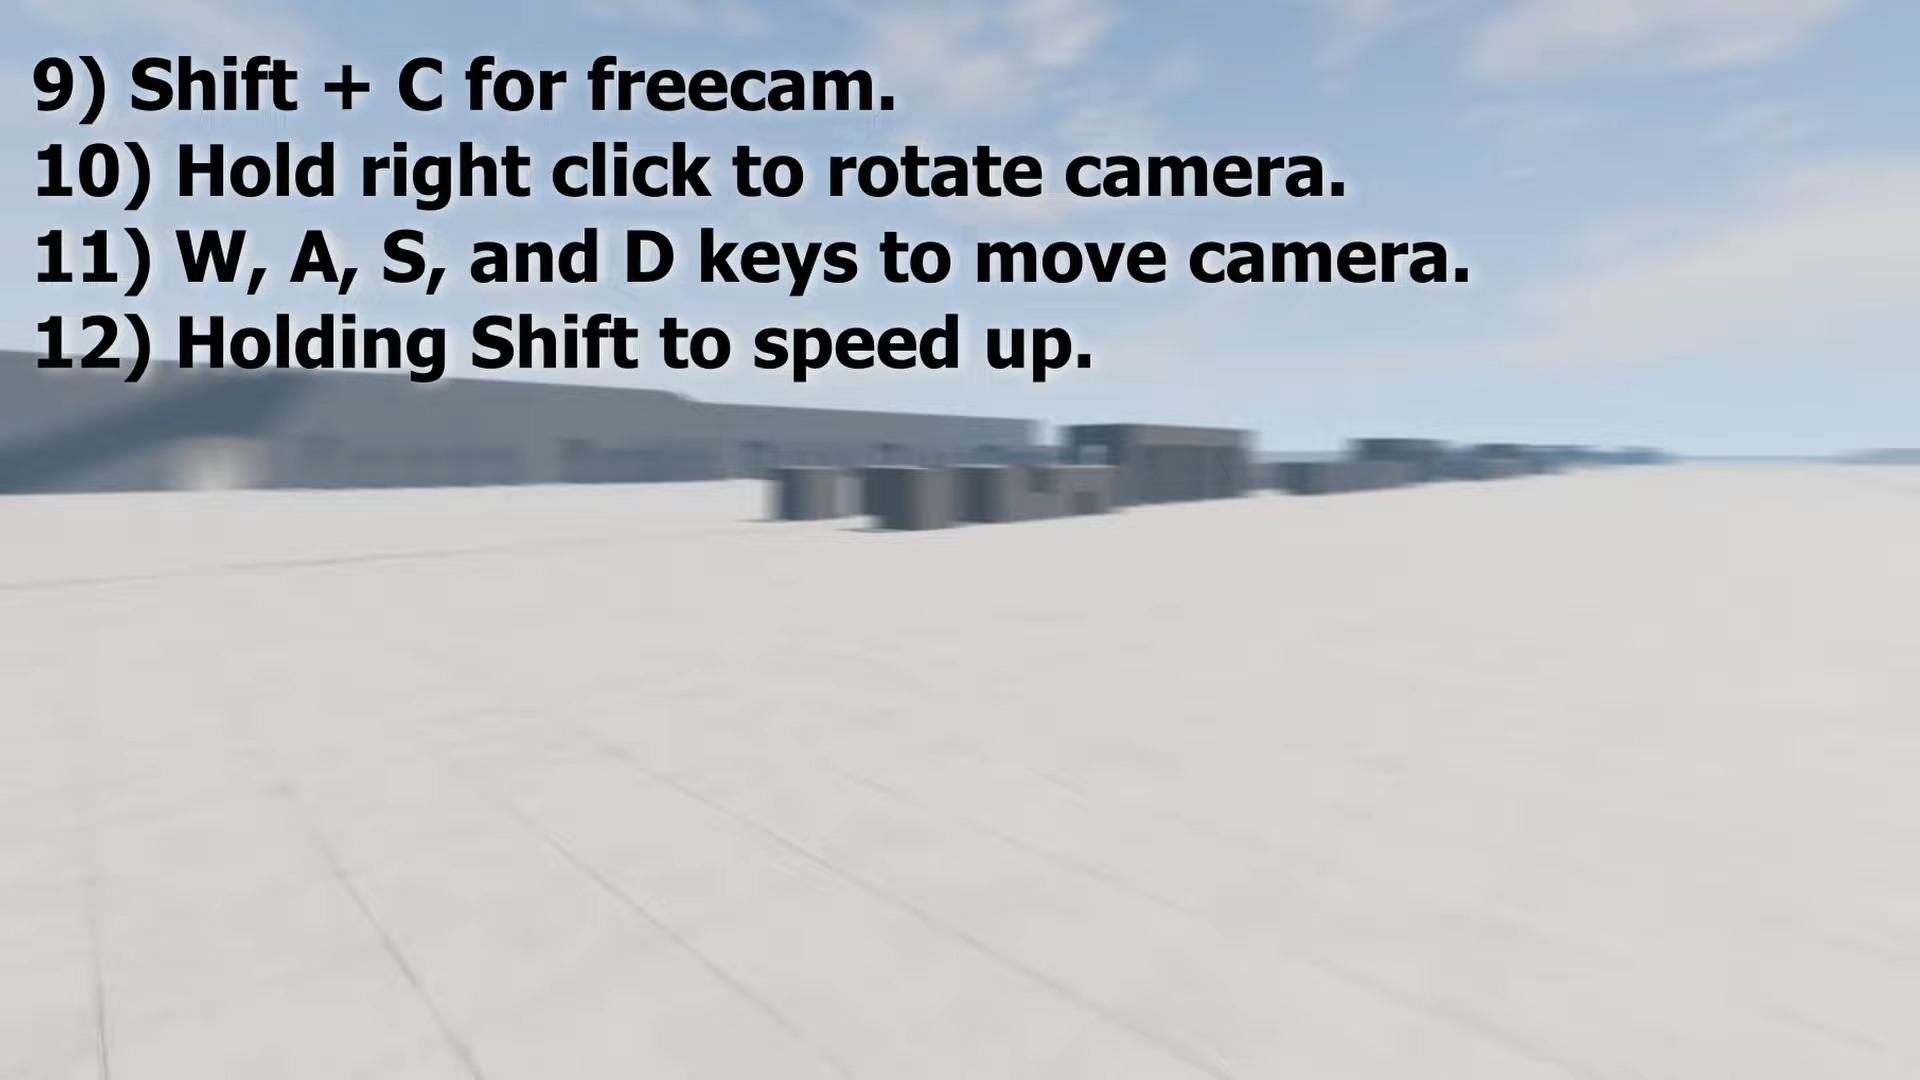 9) Shift + C for freecam.
10) Hold right click to rotate camera.
11) W, A, S, and D keys to move camera.
12) Holding Shift to speed up.